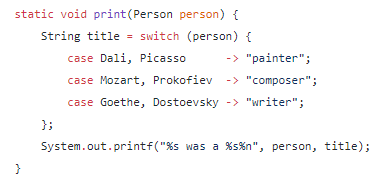 static void print(Person person) {
    String title = switch (person) {
        case Dali, Picasso      -> "painter";
        case Mozart, Prokofiev  -> "composer";
        case Goethe, Dostoevsky -> "writer";
    };
    System.out.printf("%s was a %s%n", person, title);
}